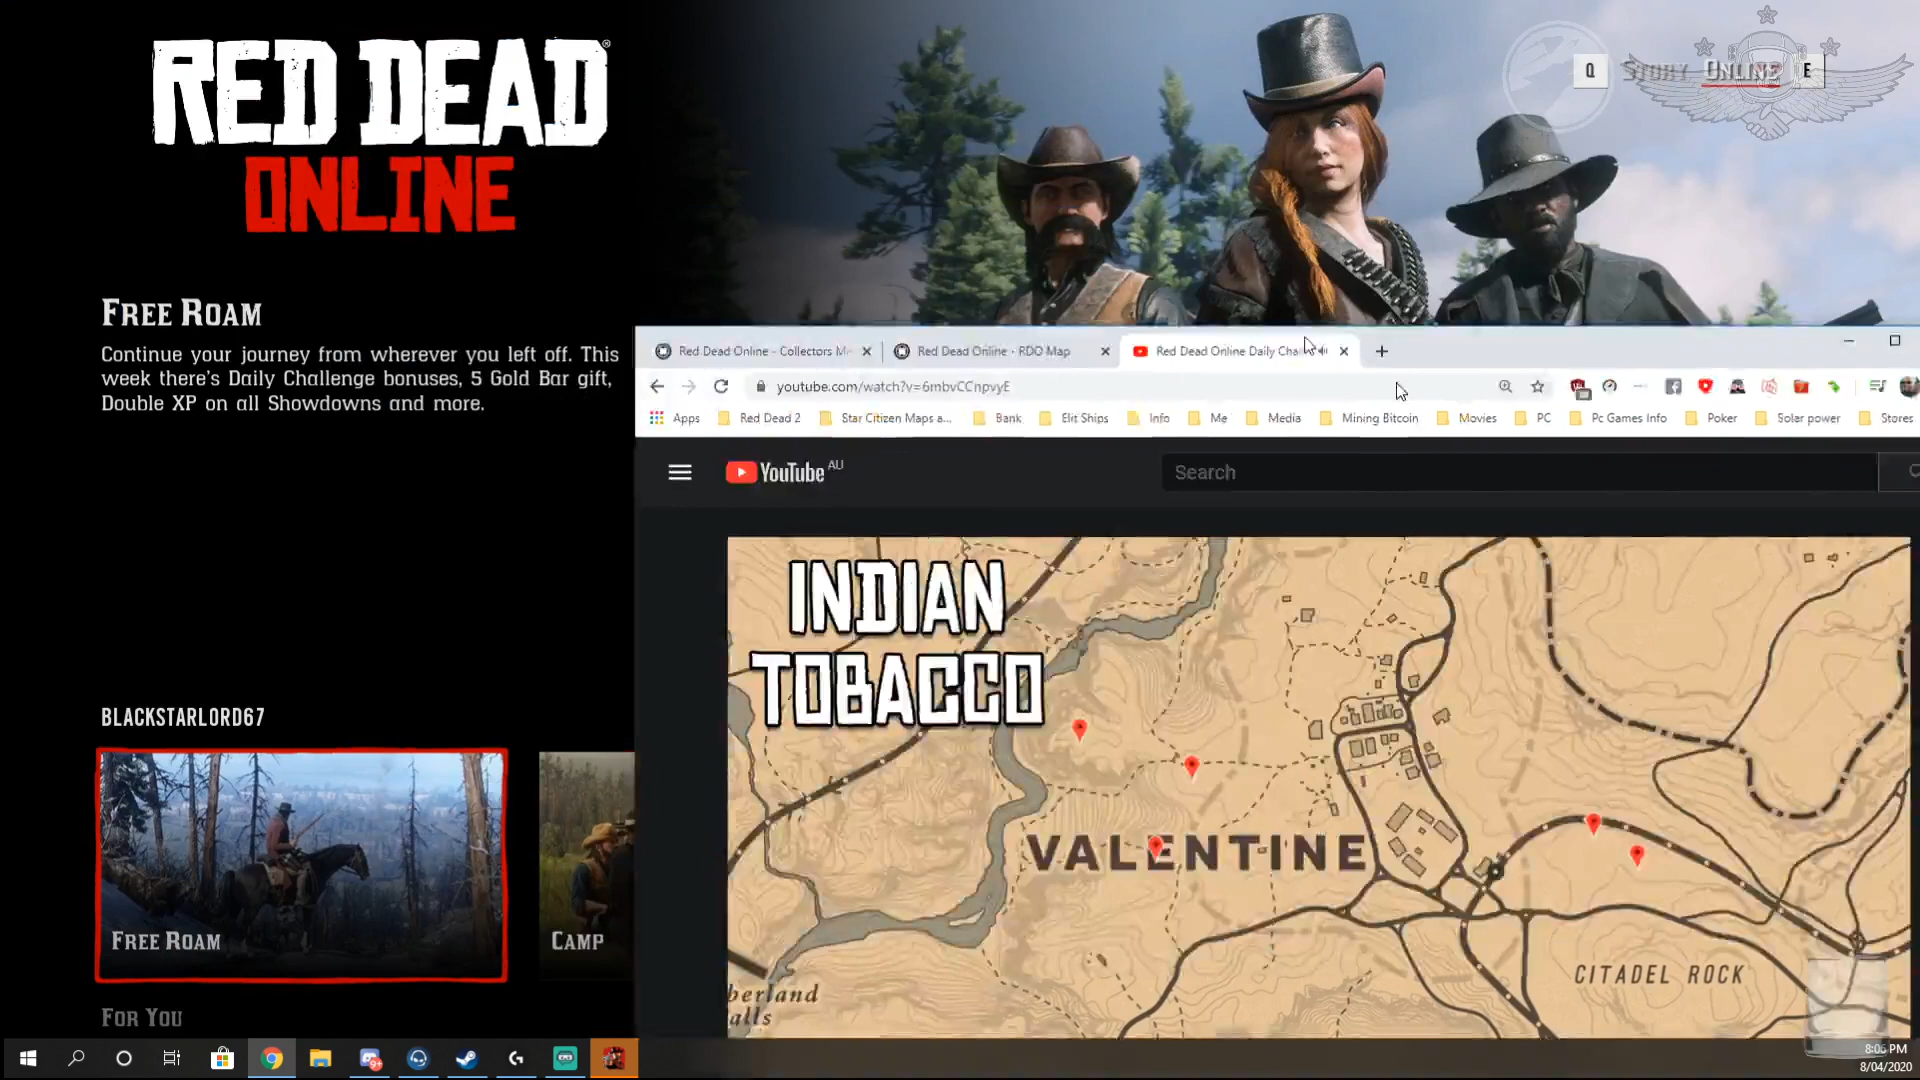 RED DEAD
ONLINE
Q Story Online E
Free Roam
Continue your journey from wherever you left off. This
week there's Daily Challenge bonuses, 5 Gold Bar gift,
Double XP on all Showdowns and more.
BLACKSTARLORD67
Free Roam
Camp
For You
Red Dead Online - Collectors M
Red Dead Online - RDO Map
Red Dead Online Daily Chall
youtube.com/watch?v=6mbvCCnpvyE
Apps Red Dead 2 Star Citizen Maps a... Bank Elit Ships Info Me Media Mining Bitcoin Movies PC Pc Games Info Poker Solar power Stores
YouTube AU
Search
INDIAN
TOBACCO
VALENTINE
CITADEL ROCK
berland
alls
8:06 PM
8/04/2020